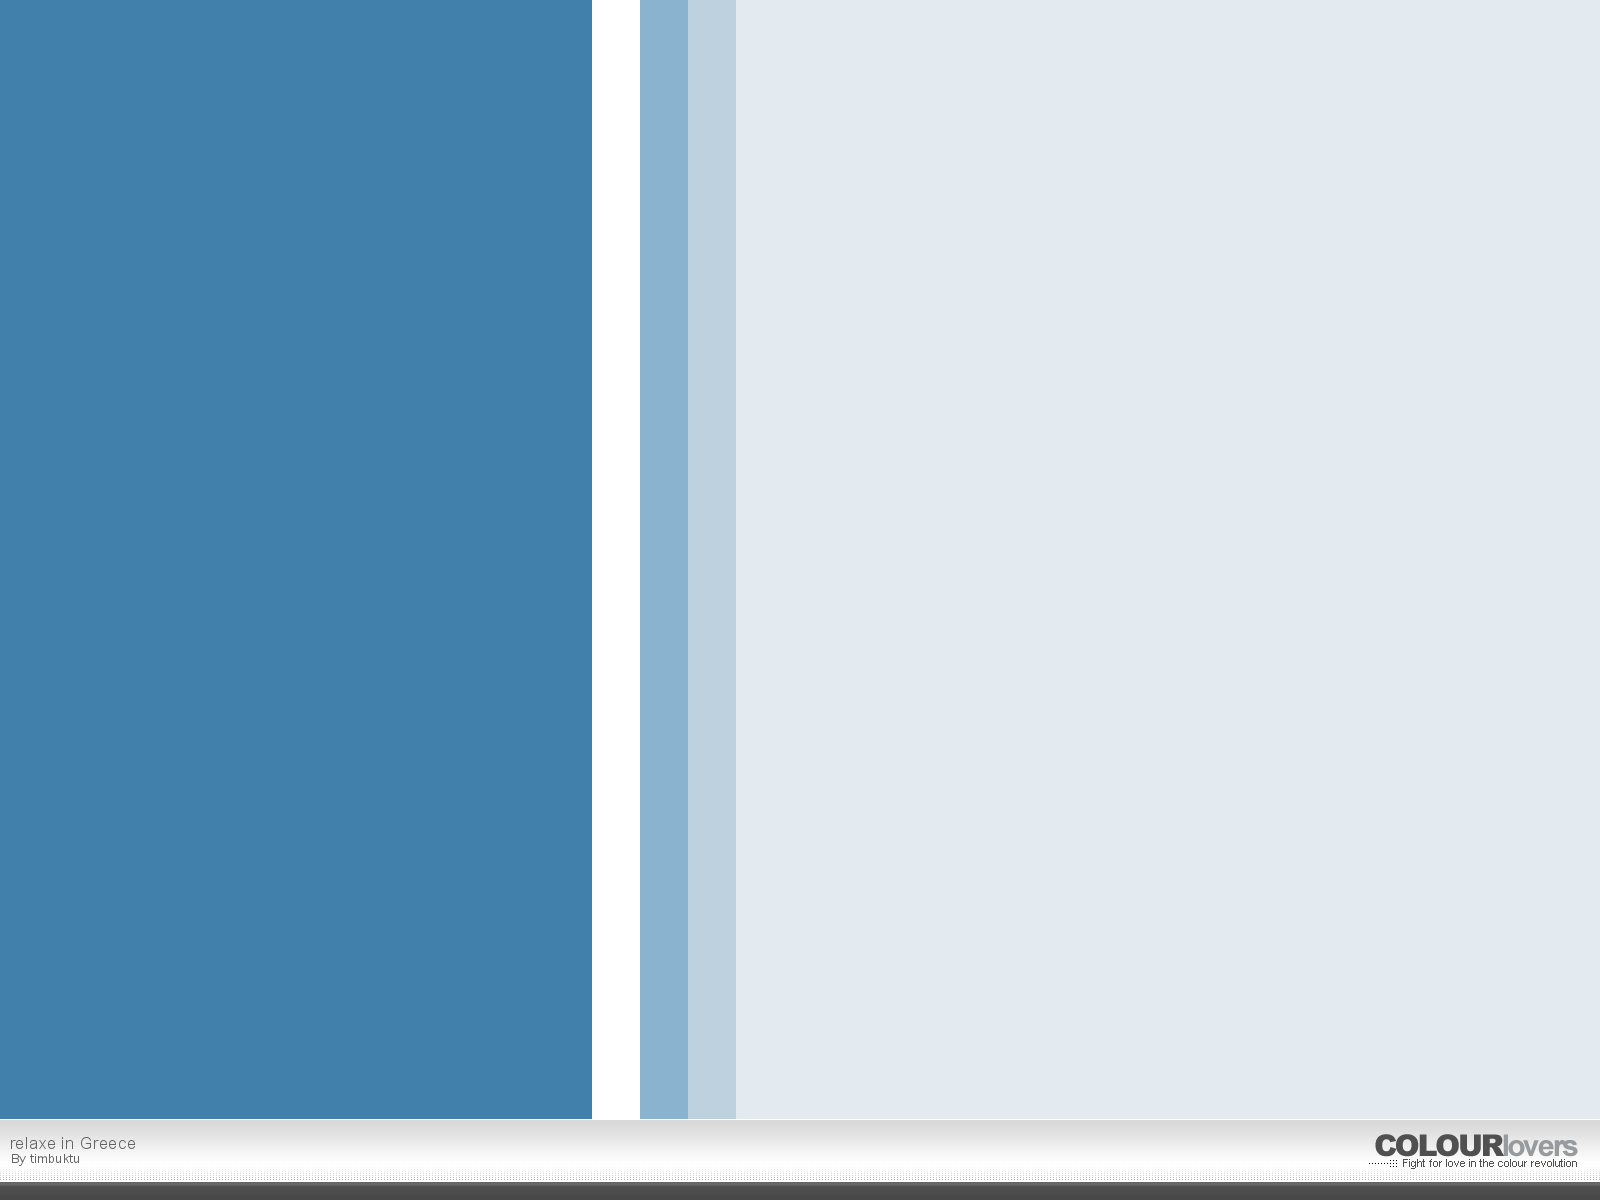 relaxe in Greece
By timbuktu
COLOURlovers
Fight for love in the colour revolution